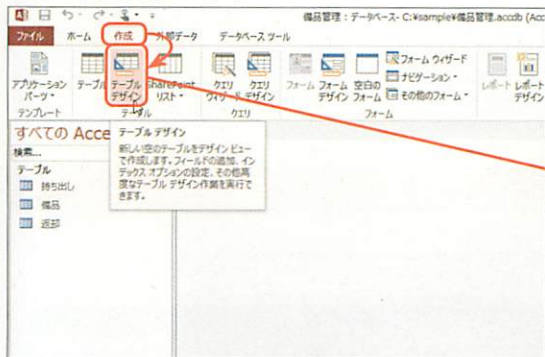 備品管理 : データベース- C:¥sample¥備品管理.accdb (Acc
ファイル ホーム 作成 外部データ データベース ツール
アプリケーション パーツ
テーブル
テーブル デザイン
SharePoint リスト
クエリ ウィザード
クエリ デザイン
フォーム
フォーム デザイン
空白の フォーム
フォーム ウィザード
ナビゲーション
その他のフォーム
レポート
レポート デザイン
テンプレート テーブル クエリ フォーム
すべての Acce
検索...
テーブル
持ち出し
備品
返却
テーブル デザイン
新しい空のテーブルをデザイン ビュー
で作成します。フィールドの追加、イン
デックス オプションの設定、その他高
度なテーブル デザイン作業を実行で
きます。